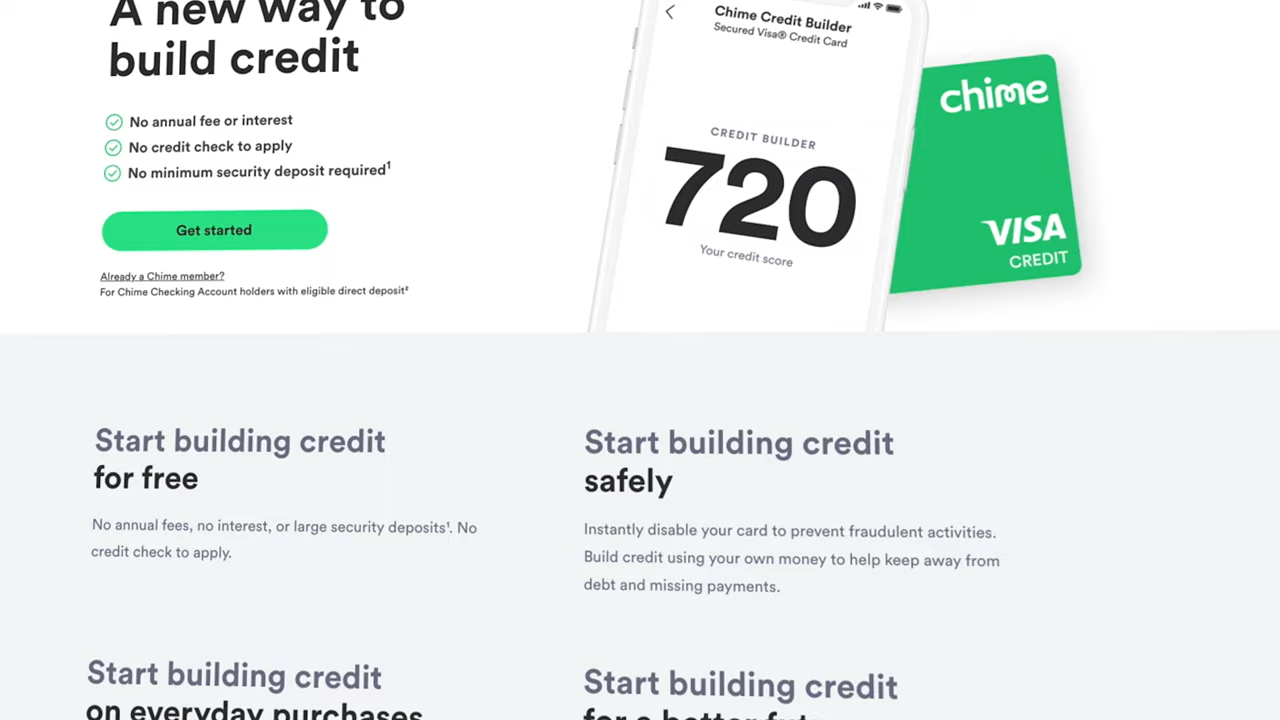 A new way to
build credit
No annual fee or interest
No credit check to apply
No minimum security deposit required¹
Get started
Already a Chime member?
For Chime Checking Account holders with eligible direct deposit²
Chime Credit Builder
Secured Visa® Credit Card
CREDIT BUILDER
720
Your credit score
chime
VISA
CREDIT
Start building credit
for free
No annual fees, no interest, or large security deposits¹. No
credit check to apply.
Start building credit
safely
Instantly disable your card to prevent fraudulent activities.
Build credit using your own money to help keep away from
debt and missing payments.
Start building credit
on everyday purchases
Start building credit
for a better